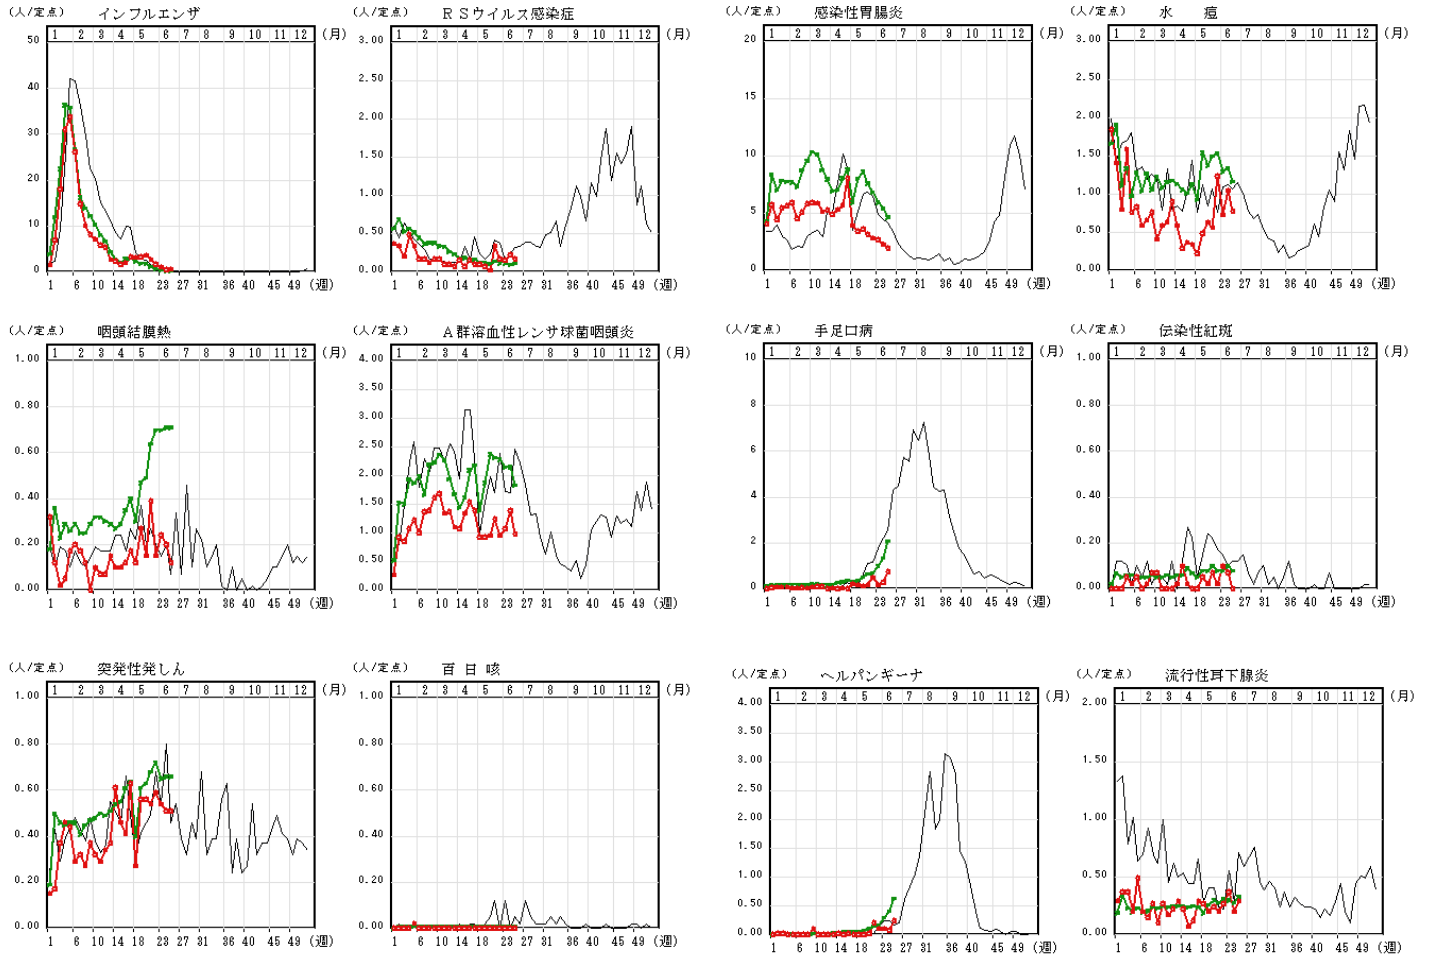 (人/定点) インフルエンザ
1 2 3 4 5 6 7 8 9 10 11 12 (月)
50
40
30
20
10
0
1 6 10 14 18 23 27 31 36 40 45 49 (週)
(人/定点) ＲＳウイルス感染症
1 2 3 4 5 6 7 8 9 10 11 12 (月)
3.00
2.50
2.00
1.50
1.00
0.50
0.00
1 6 10 14 18 23 27 31 36 40 45 49 (週)
(人/定点) 感染性胃腸炎
1 2 3 4 5 6 7 8 9 10 11 12 (月)
20
15
10
5
0
1 6 10 14 18 23 27 31 36 40 45 49 (週)
(人/定点) 水　痘
1 2 3 4 5 6 7 8 9 10 11 12 (月)
3.00
2.50
2.00
1.50
1.00
0.50
0.00
1 6 10 14 18 23 27 31 36 40 45 49 (週)
(人/定点) 咽頭結膜熱
1 2 3 4 5 6 7 8 9 10 11 12 (月)
1.00
0.80
0.60
0.40
0.20
0.00
1 6 10 14 18 23 27 31 36 40 45 49 (週)
(人/定点) Ａ群溶血性レンサ球菌咽頭炎
1 2 3 4 5 6 7 8 9 10 11 12 (月)
4.00
3.50
3.00
2.50
2.00
1.50
1.00
0.50
0.00
1 6 10 14 18 23 27 31 36 40 45 49 (週)
(人/定点) 手足口病
1 2 3 4 5 6 7 8 9 10 11 12 (月)
10
8
6
4
2
0
1 6 10 14 18 23 27 31 36 40 45 49 (週)
(人/定点) 伝染性紅斑
1 2 3 4 5 6 7 8 9 10 11 12 (月)
1.00
0.80
0.60
0.40
0.20
0.00
1 6 10 14 18 23 27 31 36 40 45 49 (週)
(人/定点) 突発性発しん
1 2 3 4 5 6 7 8 9 10 11 12 (月)
1.00
0.80
0.60
0.40
0.20
0.00
1 6 10 14 18 23 27 31 36 40 45 49 (週)
(人/定点) 百 日 咳
1 2 3 4 5 6 7 8 9 10 11 12 (月)
1.00
0.80
0.60
0.40
0.20
0.00
1 6 10 14 18 23 27 31 36 40 45 49 (週)
(人/定点) ヘルパンギーナ
1 2 3 4 5 6 7 8 9 10 11 12 (月)
4.00
3.50
3.00
2.50
2.00
1.50
1.00
0.50
0.00
1 6 10 14 18 23 27 31 36 40 45 49 (週)
(人/定点) 流行性耳下腺炎
1 2 3 4 5 6 7 8 9 10 11 12 (月)
2.00
1.50
1.00
0.50
0.00
1 6 10 14 18 23 27 31 36 40 45 49 (週)